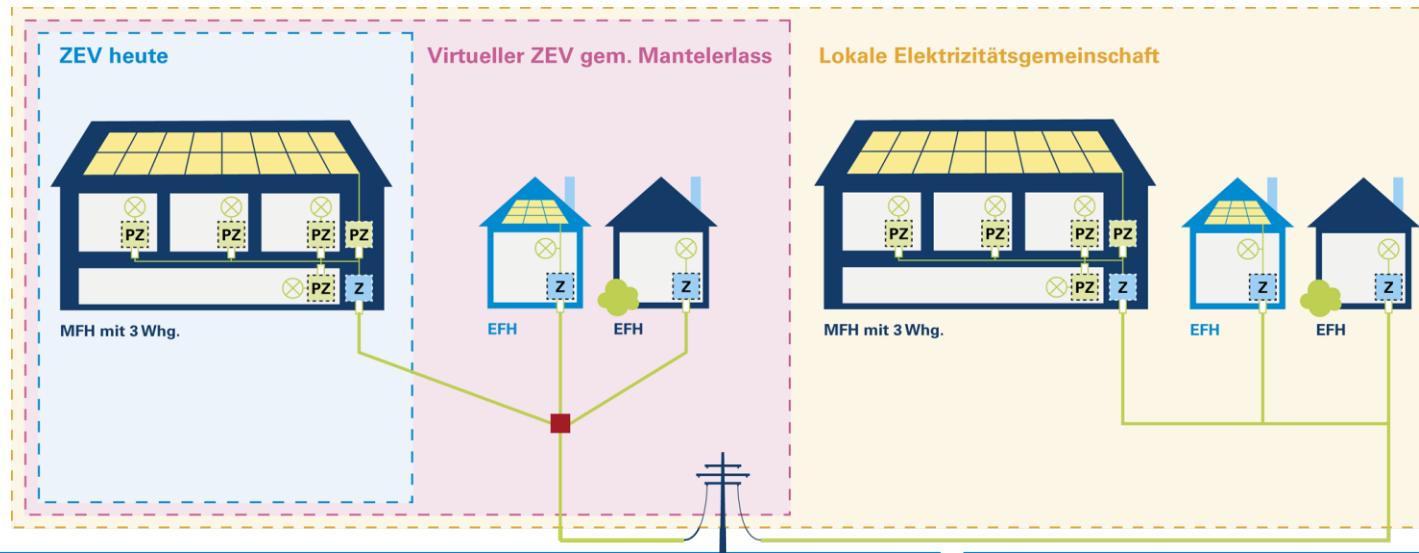 ZEV heute
Virtueller ZEV gem. Mantelerlass
Lokale Elektrizitätsgemeinschaft
PZ PZ PZ PZ
PZ Z
MFH mit 3 Whg.
Z
EFH
Z
EFH
PZ PZ PZ PZ
PZ Z
MFH mit 3 Whg.
Z
EFH
Z
EFH